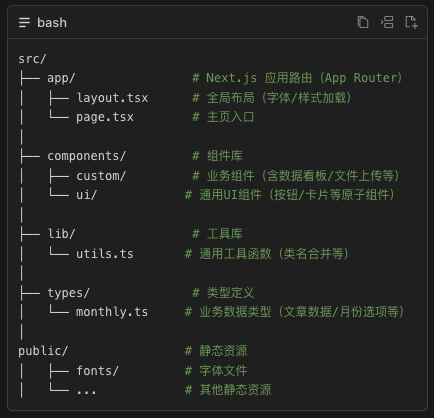 bash
src/
├── app/                # Next.js 应用路由 (App Router)
│   ├── layout.tsx      # 全局布局 (字体/样式加载)
│   └── page.tsx        # 主页入口
│
├── components/         # 组件库
│   ├── custom/         # 业务组件 (含数据看板/文件上传等)
│   └── ui/            # 通用UI组件 (按钮/卡片等原子组件)
│
├── lib/                # 工具库
│   └── utils.ts       # 通用工具函数 (类名合并等)
│
├── types/              # 类型定义
│   └── monthly.ts     # 业务数据类型 (文章数据/月份选项等)
│
public/                # 静态资源
│   ├── fonts/         # 字体文件
│   └── ...            # 其他静态资源